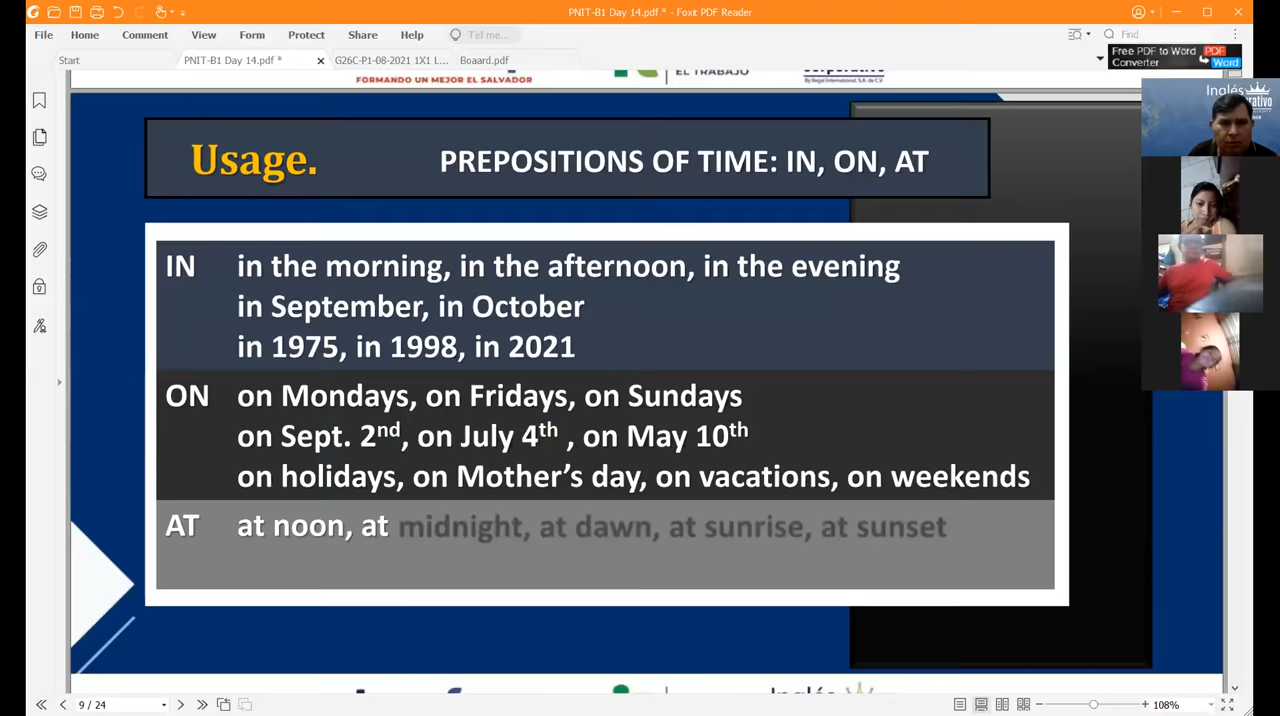 PNIT-B1 Day 14.pdf * - Foxit PDF Reader
File Home Comment View Form Protect Share Help Tell me... Find
Start PNIT-B1 Day 14.pdf * G26C-P1-08-2021 1X1 L... Boaard.pdf
Free PDF to Word
Converter
PDF
Word
FORMANDO UN MEJOR EL SALVADOR
EL TRABAJO
Inglés
Usage. PREPOSITIONS OF TIME: IN, ON, AT
IN in the morning, in the afternoon, in the evening
in September, in October
in 1975, in 1998, in 2021
ON on Mondays, on Fridays, on Sundays
on Sept. 2nd, on July 4th , on May 10th
on holidays, on Mother’s day, on vacations, on weekends
AT at noon, at midnight, at dawn, at sunrise, at sunset
Inglés
9 / 24
108%